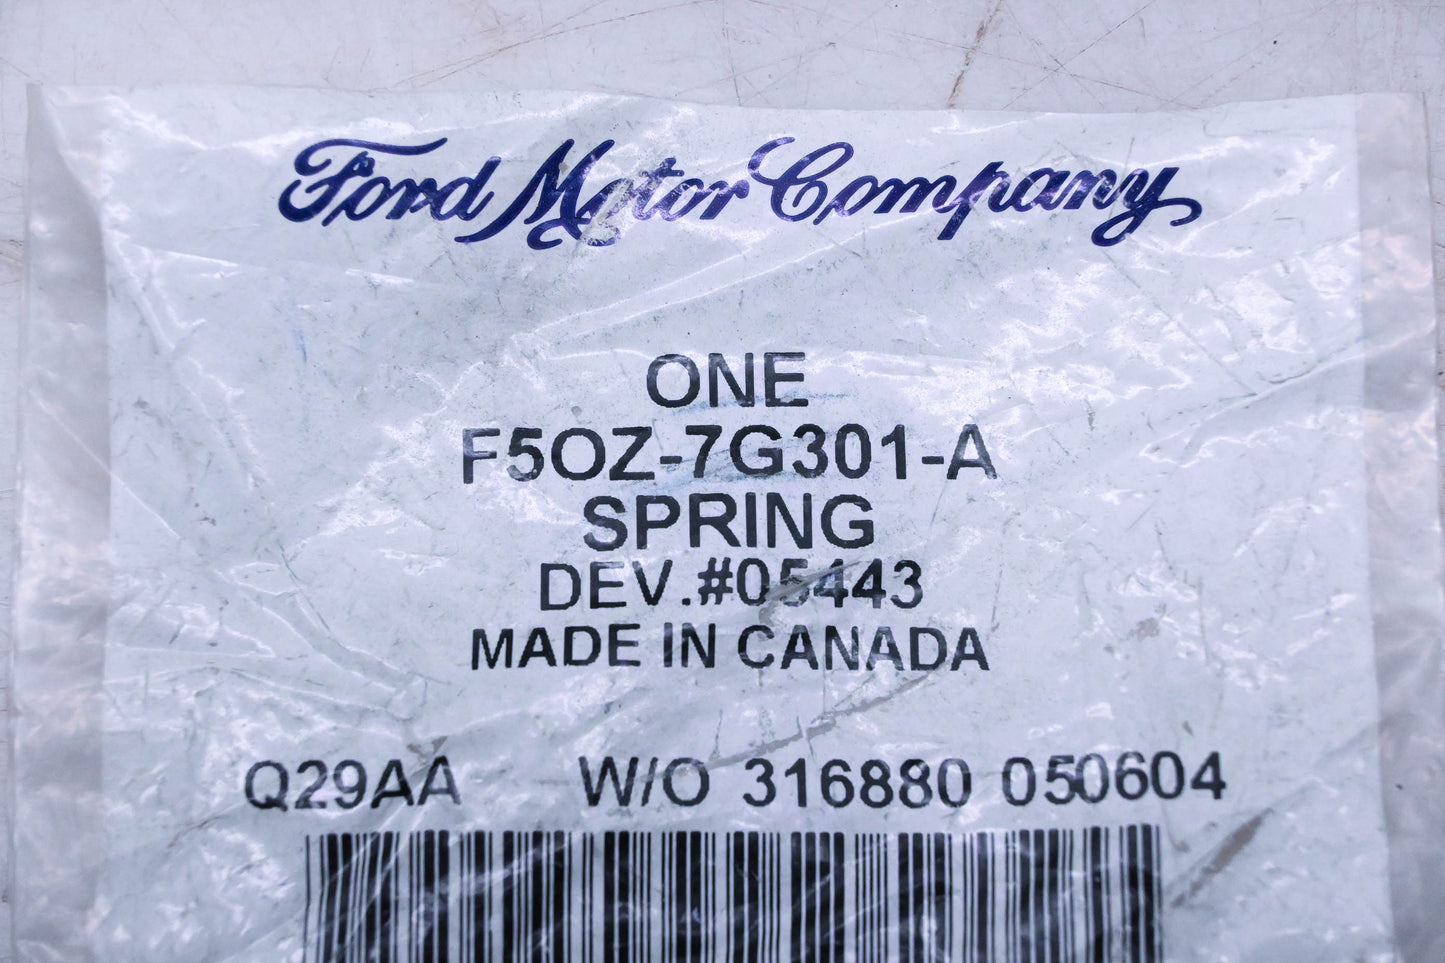 Ford Motor Company
ONE
F5OZ-7G301-A
SPRING
DEV.#05443
MADE IN CANADA
Q29AA W/O 316880 050604